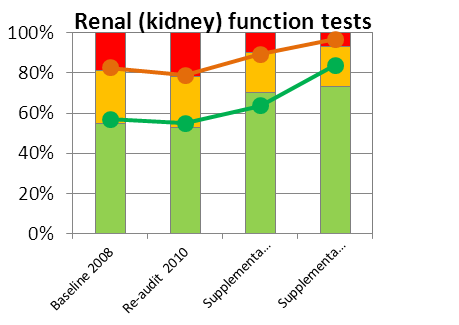 Renal (kidney) function tests
100%
80%
60%
40%
20%
0%
Baseline 2008
Re-audit 2010
Supplementa...
Supplementa...